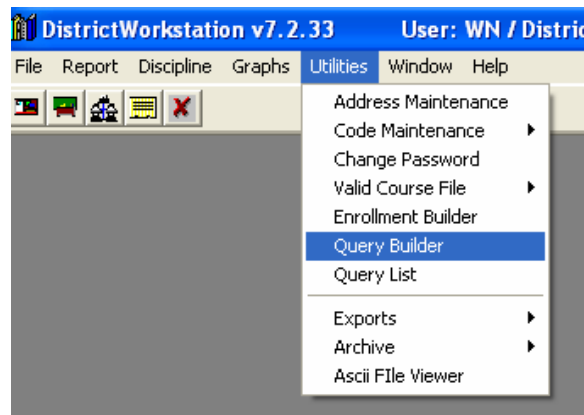 DistrictWorkstation v7.2.33 User: WN / Distric
File Report Discipline Graphs Utilities Window Help
Address Maintenance
Code Maintenance
Change Password
Valid Course File
Enrollment Builder
Query Builder
Query List
Exports
Archive
Ascii FIle Viewer